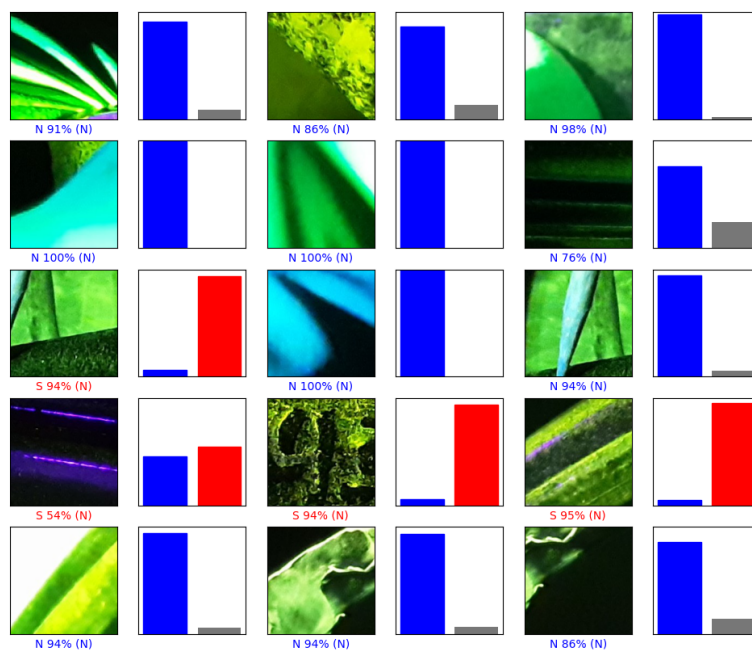 N 91% (N)
N 86% (N)
N 98% (N)
N 100% (N)
N 100% (N)
N 76% (N)
S 94% (N)
N 100% (N)
N 94% (N)
S 54% (N)
S 94% (N)
S 95% (N)
N 94% (N)
N 94% (N)
N 86% (N)